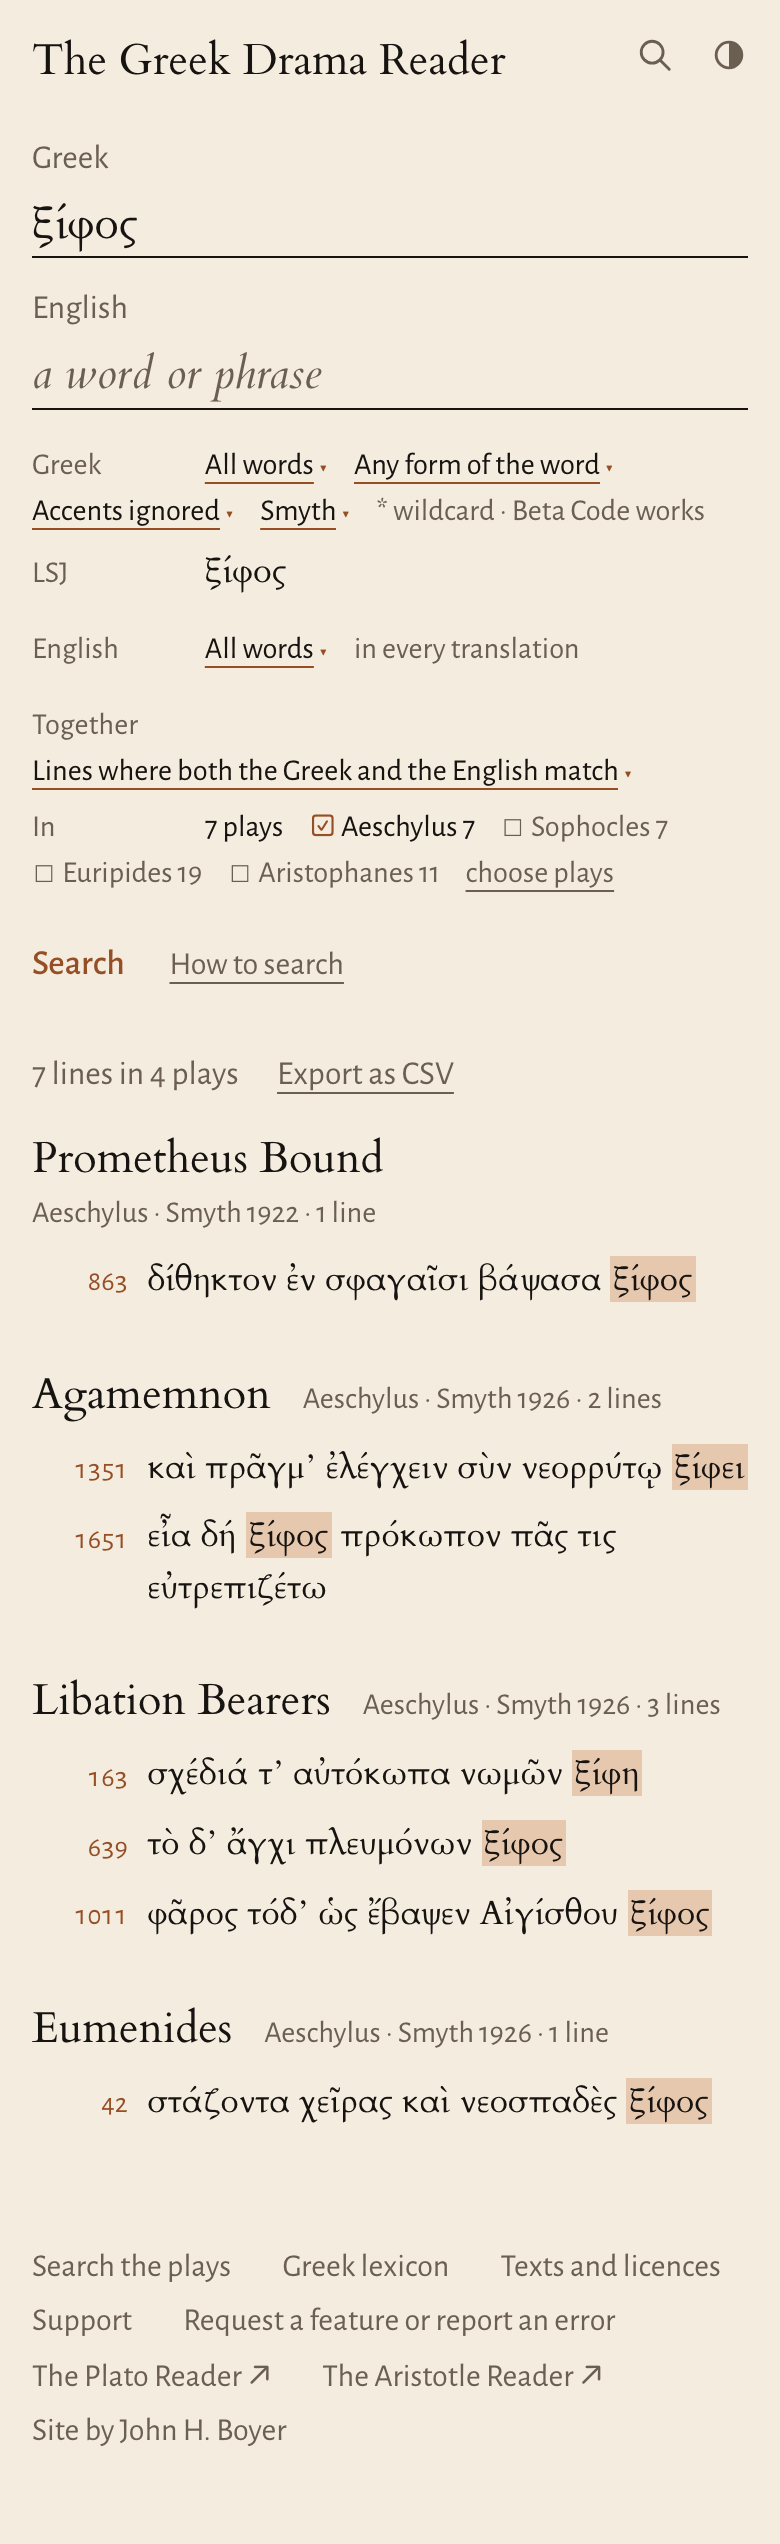 The Greek Drama Reader
Greek
ξίφος
English
a word or phrase
Greek All words ▾ Any form of the word ▾
Accents ignored ▾ Smyth ▾ * wildcard · Beta Code works
LSJ ξίφος
English All words ▾ in every translation
Together
Lines where both the Greek and the English match ▾
In 7 plays ☑ Aeschylus 7 ☐ Sophocles 7
☐ Euripides 19 ☐ Aristophanes 11 choose plays
Search How to search
7 lines in 4 plays Export as CSV
Prometheus Bound
Aeschylus · Smyth 1922 · 1 line
863 δίθηκτον ἐν σφαγαῖσι βάψασα ξίφος
Agamemnon Aeschylus · Smyth 1926 · 2 lines
1351 καὶ πρᾶγμ’ ἐλέγχειν σὺν νεορρύτῳ ξίφει
1651 εἶα δή ξίφος πρόκωπον πᾶς τις
εὐτρεπιζέτω
Libation Bearers Aeschylus · Smyth 1926 · 3 lines
163 σχέδιά τ’ αὐτόκωπα νωμῶν ξίφη
639 τὸ δ’ ἄγχι πλευμόνων ξίφος
1011 φᾶρος τόδ’ ὡς ἔβαψεν Αἰγίσθου ξίφος
Eumenides Aeschylus · Smyth 1926 · 1 line
42 στάζοντα χεῖρας καὶ νεοσπαδὲς ξίφος
Search the plays Greek lexicon Texts and licences
Support Request a feature or report an error
The Plato Reader ↗ The Aristotle Reader ↗
Site by John H. Boyer